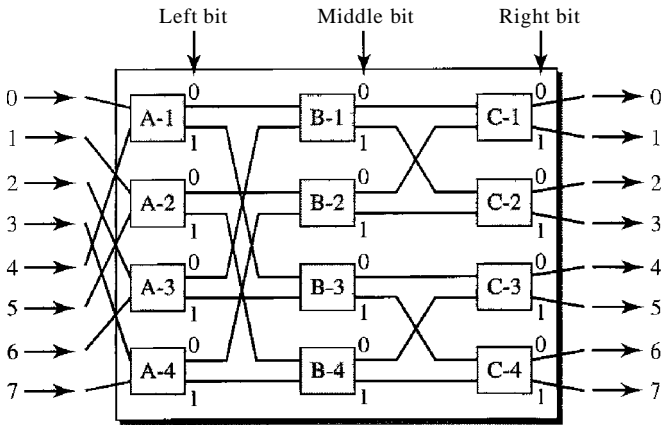 Left bit Middle bit Right bit
0 0 0 0 0
A-1 B-1 C-1
1 1 1 1 1
2 0 0 0 2
A-2 B-2 C-2
3 1 1 1 3
4 0 0 0 4
A-3 B-3 C-3
5 1 1 1 5
6 0 0 0 6
A-4 B-4 C-4
7 1 1 1 7